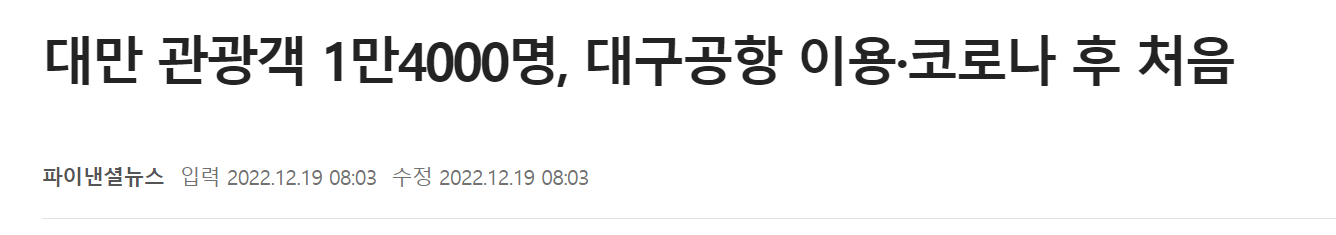 대만 관광객 1만4000명, 대구공항 이용·코로나 후 처음
파이낸셜뉴스 입력 2022.12.19 08:03 수정 2022.12.19 08:03